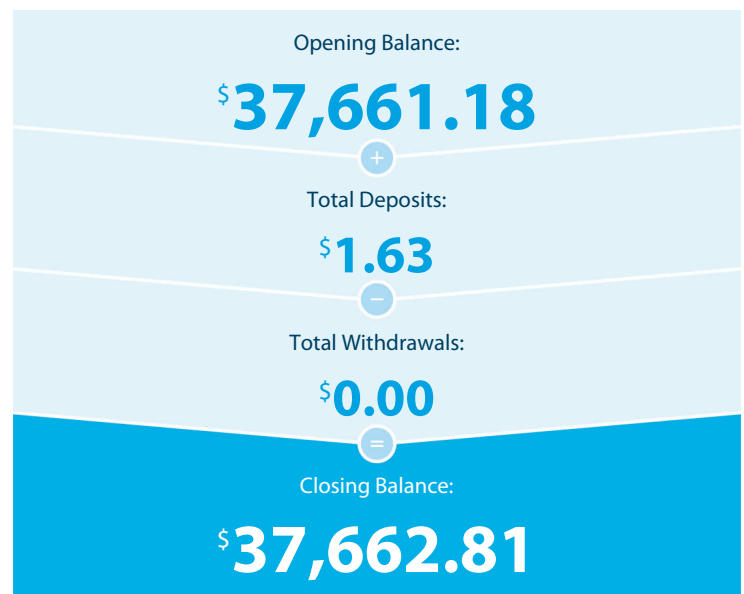 Opening Balance:
$37,661.18
+
Total Deposits:
$1.63
−
Total Withdrawals:
$0.00
=
Closing Balance:
$37,662.81